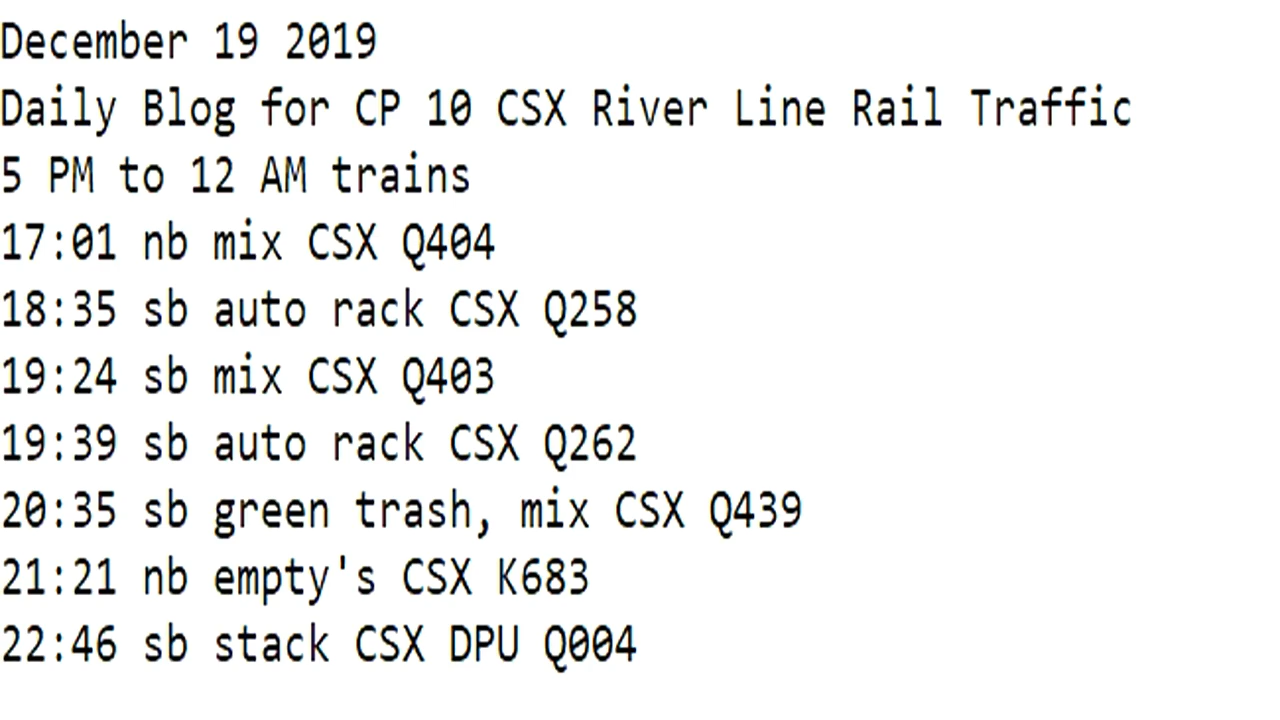 December 19 2019
Daily Blog for CP 10 CSX River Line Rail Traffic
5 PM to 12 AM trains
17:01 nb mix CSX Q404
18:35 sb auto rack CSX Q258
19:24 sb mix CSX Q403
19:39 sb auto rack CSX Q262
20:35 sb green trash, mix CSX Q439
21:21 nb empty's CSX K683
22:46 sb stack CSX DPU Q004